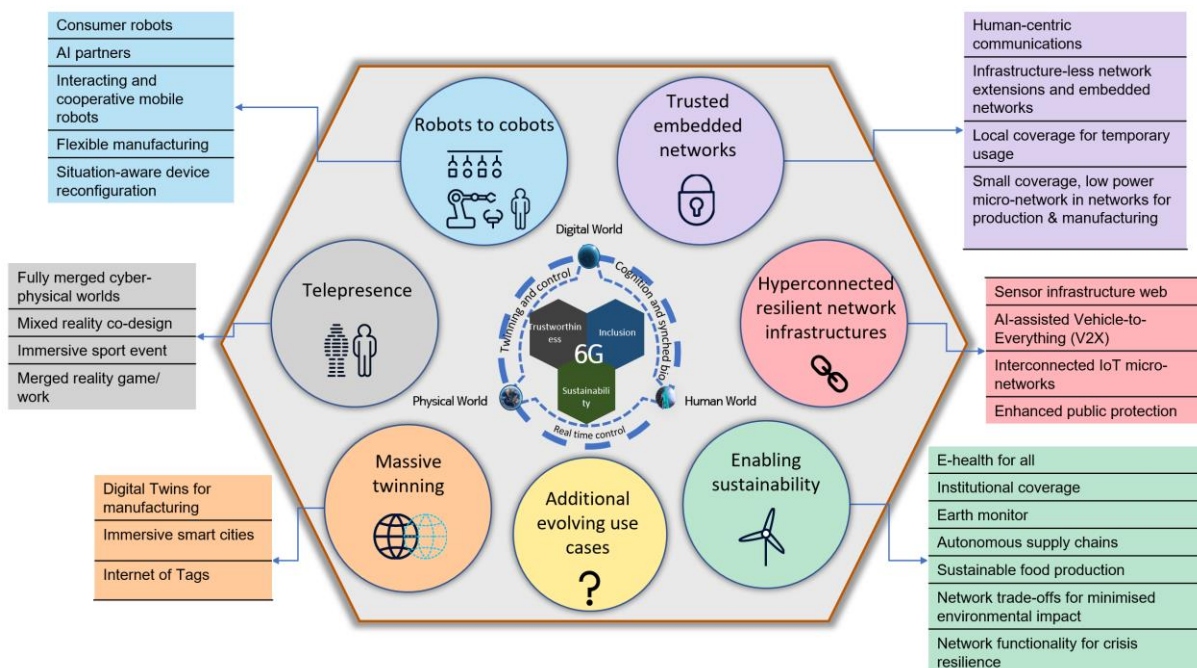 Consumer robots
AI partners
Interacting and
cooperative mobile
robots
Flexible manufacturing
Situation-aware device
reconfiguration
Human-centric
communications
Infrastructure-less network
extensions and embedded
networks
Local coverage for temporary
usage
Small coverage, low power
micro-network in networks for
production & manufacturing
Robots to cobots
Trusted
embedded
networks
Fully merged cyber-
physical worlds
Mixed reality co-design
Immersive sport event
Merged reality game/
work
Telepresence
Digital World
Twinning and control
Cognition and synched bio
Trustworthin
ess
Inclusion
6G
Sustainabili
ty
Physical World
Human World
Real time control
Hyperconnected
resilient network
infrastructures
Sensor infrastructure web
AI-assisted Vehicle-to-
Everything (V2X)
Interconnected IoT micro-
networks
Enhanced public protection
Digital Twins for
manufacturing
Immersive smart cities
Internet of Tags
Massive
twinning
Additional
evolving use
cases
?
Enabling
sustainability
E-health for all
Institutional coverage
Earth monitor
Autonomous supply chains
Sustainable food production
Network trade-offs for minimised
environmental impact
Network functionality for crisis
resilience